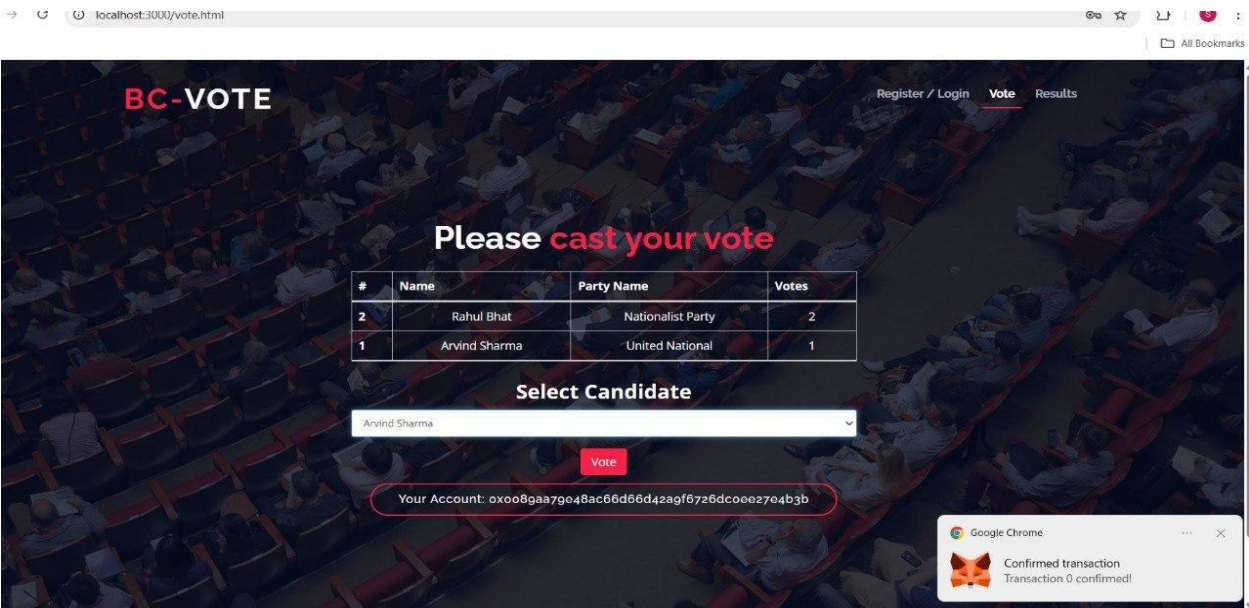 localhost:3000/vote.html
S
All Bookmarks
BC-VOTE
Register / Login Vote Results
Please cast your vote
# Name Party Name Votes
2 Rahul Bhat Nationalist Party 2
1 Arvind Sharma United National 1
Select Candidate
Arvind Sharma
Vote
Your Account: 0x0089aa79e48ac66d66d42a9f6726dc0ee27e4b3b
Google Chrome
Confirmed transaction
Transaction 0 confirmed!